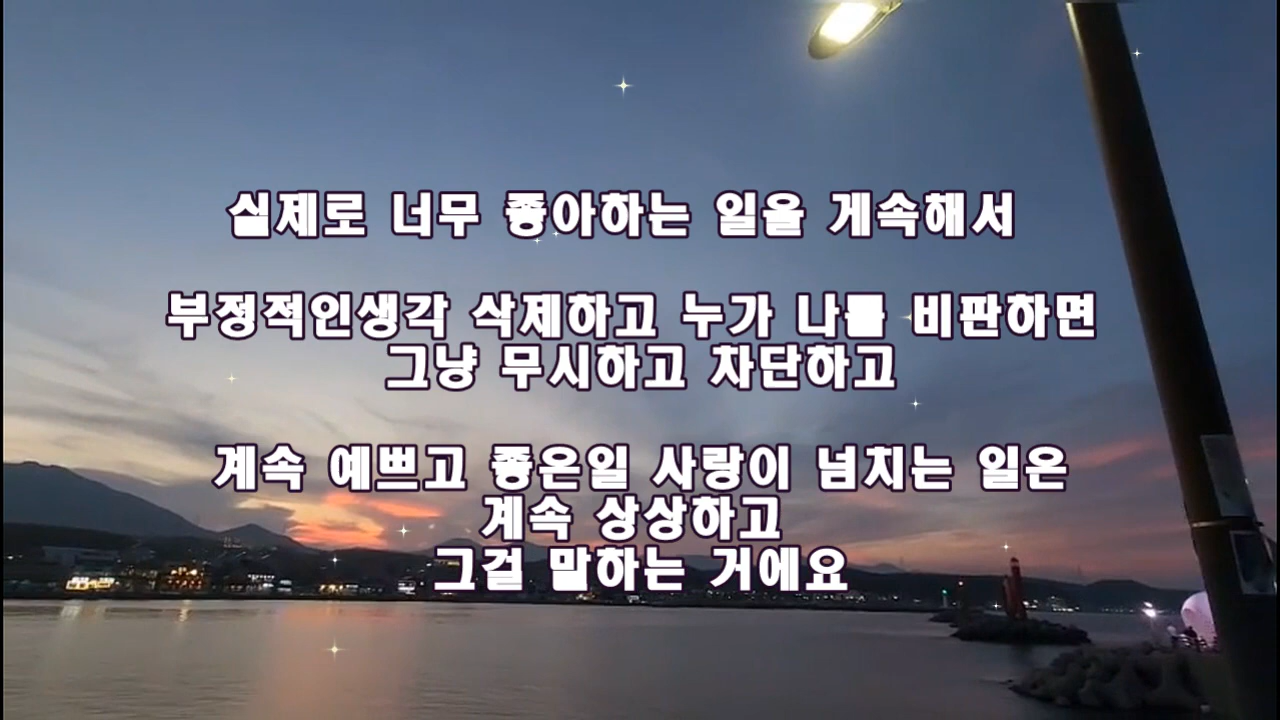 실제로 너무 좋아하는 일을 게속해서
부정적인생각 삭제하고 누가 나를 비판하면
그냥 무시하고 차단하고
계속 예쁘고 좋은일 사랑이 넘치는 일은
계속 상상하고
그걸 말하는 거에요